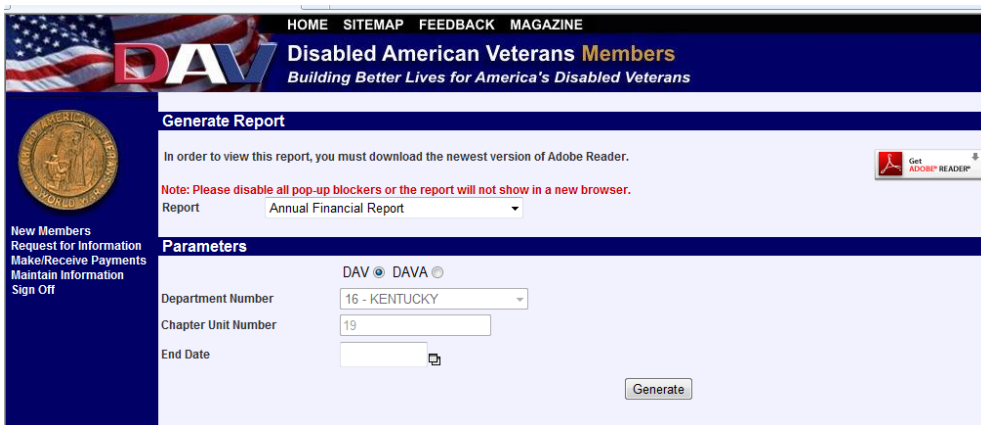 HOME SITEMAP FEEDBACK MAGAZINE
DAV
Disabled American Veterans Members
Building Better Lives for America's Disabled Veterans
Generate Report
In order to view this report, you must download the newest version of Adobe Reader.
Get
ADOBE® READER®
Note: Please disable all pop-up blockers or the report will not show in a new browser.
Report Annual Financial Report
New Members
Request for Information
Make/Receive Payments
Maintain Information
Sign Off
Parameters
DAV DAVA
Department Number 16 - KENTUCKY
Chapter Unit Number 19
End Date
Generate